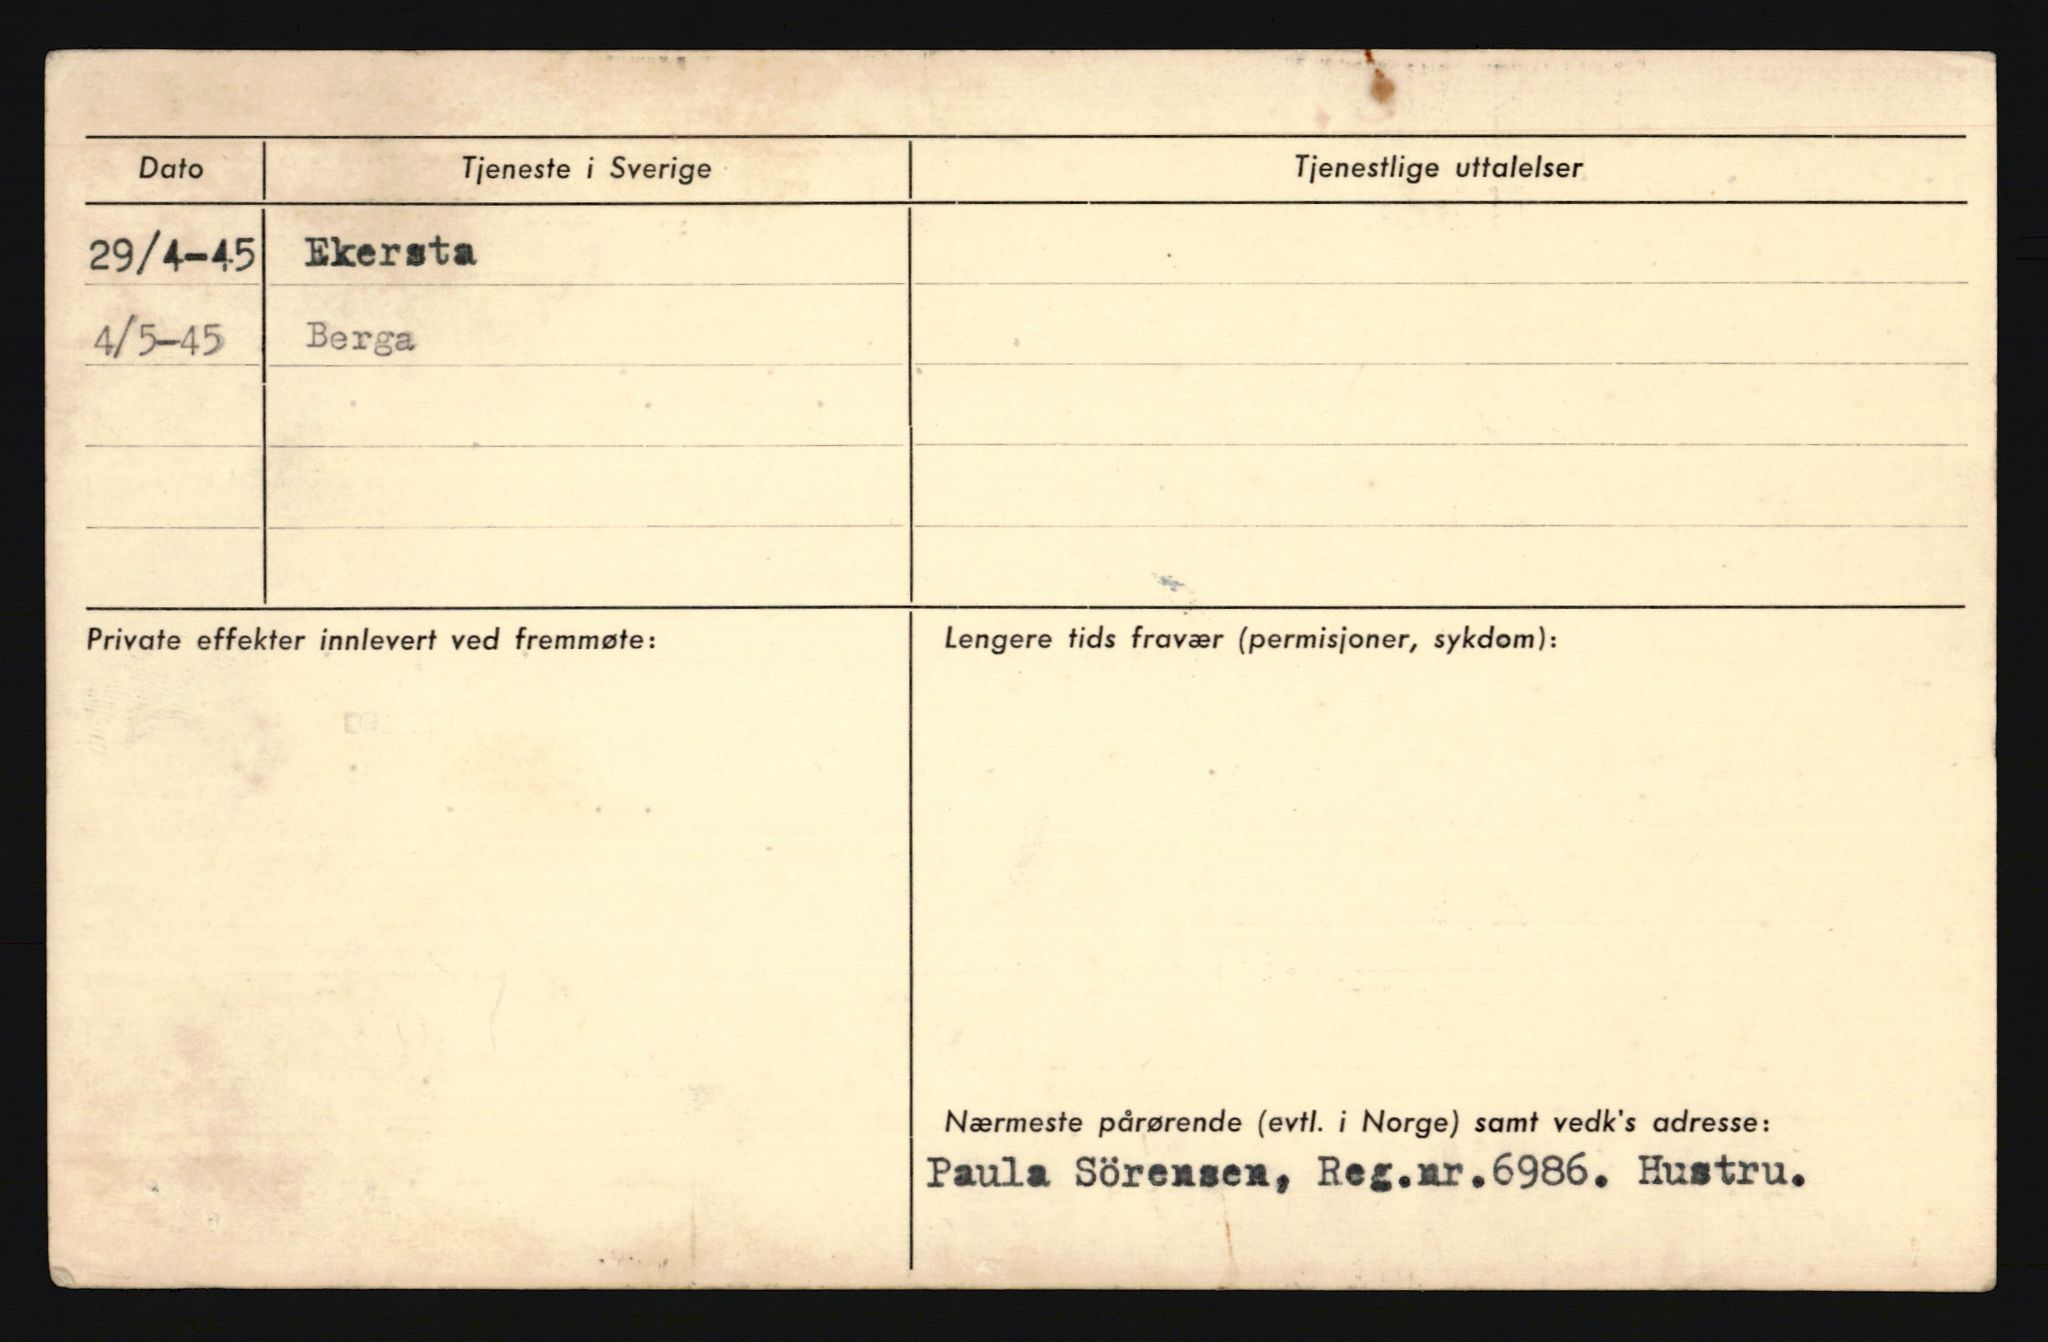 Dato Tjeneste i Sverige Tjenestlige uttalelser
29/4-45 Ekersta
4/5-45 Berga
Private effekter innlevert ved fremmøte:
Lengere tids fravær (permisjoner, sykdom):
Nærmeste pårørende (evtl. i Norge) samt vedk's adresse:
Paula Sörensen, Reg.nr.6986. Hustru.